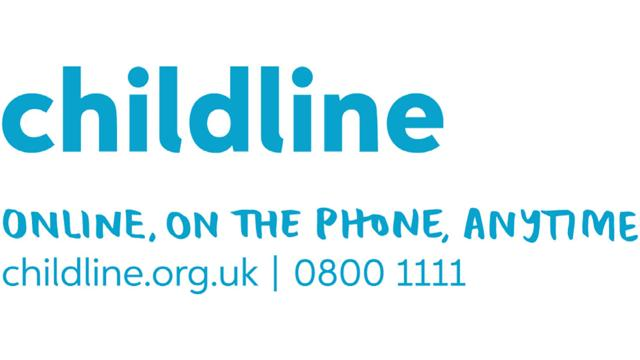 childline
ONLINE, ON THE PHONE, ANYTIME
childline.org.uk | 0800 1111